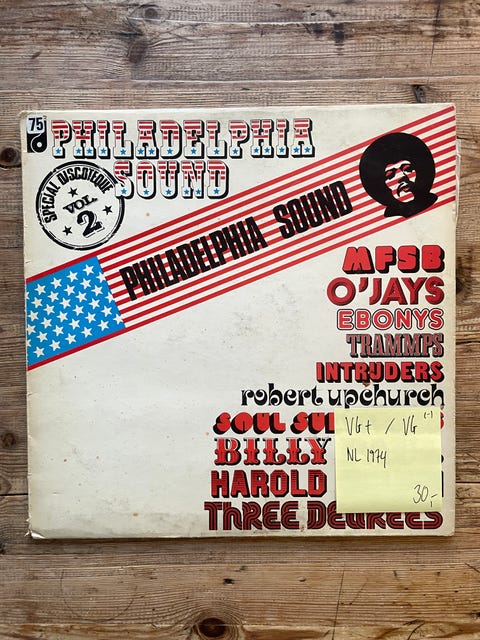 75
PHILADELPHIA
SOUND
SPECIAL DISCOTEQUE
VOL.
2
PHILADELPHIA SOUND
MFSB
O'JAYS
EBONYS
TRAMMPS
INTRUDERS
robert upchurch
SOUL
BILLY
HAROLD
THREE DEGREES
VG+ / VG (-)
NL 1974
30,-